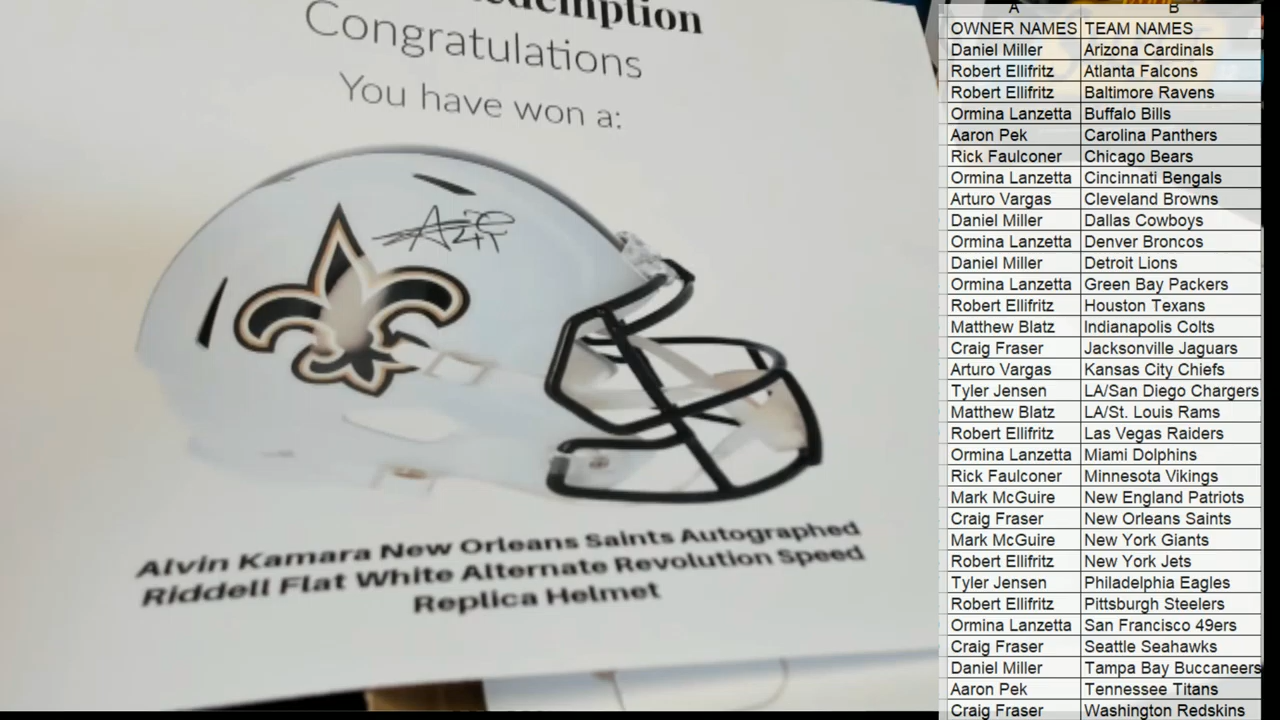 Redemption
Congratulations
You have won a:
Alvin Kamara New Orleans Saints Autographed
Riddell Flat White Alternate Revolution Speed
Replica Helmet
A B
OWNER NAMES TEAM NAMES
Daniel Miller Arizona Cardinals
Robert Ellifritz Atlanta Falcons
Robert Ellifritz Baltimore Ravens
Ormina Lanzetta Buffalo Bills
Aaron Pek Carolina Panthers
Rick Faulconer Chicago Bears
Ormina Lanzetta Cincinnati Bengals
Arturo Vargas Cleveland Browns
Daniel Miller Dallas Cowboys
Ormina Lanzetta Denver Broncos
Daniel Miller Detroit Lions
Ormina Lanzetta Green Bay Packers
Robert Ellifritz Houston Texans
Matthew Blatz Indianapolis Colts
Craig Fraser Jacksonville Jaguars
Arturo Vargas Kansas City Chiefs
Tyler Jensen LA/San Diego Chargers
Matthew Blatz LA/St. Louis Rams
Robert Ellifritz Las Vegas Raiders
Ormina Lanzetta Miami Dolphins
Rick Faulconer Minnesota Vikings
Mark McGuire New England Patriots
Craig Fraser New Orleans Saints
Mark McGuire New York Giants
Robert Ellifritz New York Jets
Tyler Jensen Philadelphia Eagles
Robert Ellifritz Pittsburgh Steelers
Ormina Lanzetta San Francisco 49ers
Craig Fraser Seattle Seahawks
Daniel Miller Tampa Bay Buccaneers
Aaron Pek Tennessee Titans
Craig Fraser Washington Redskins